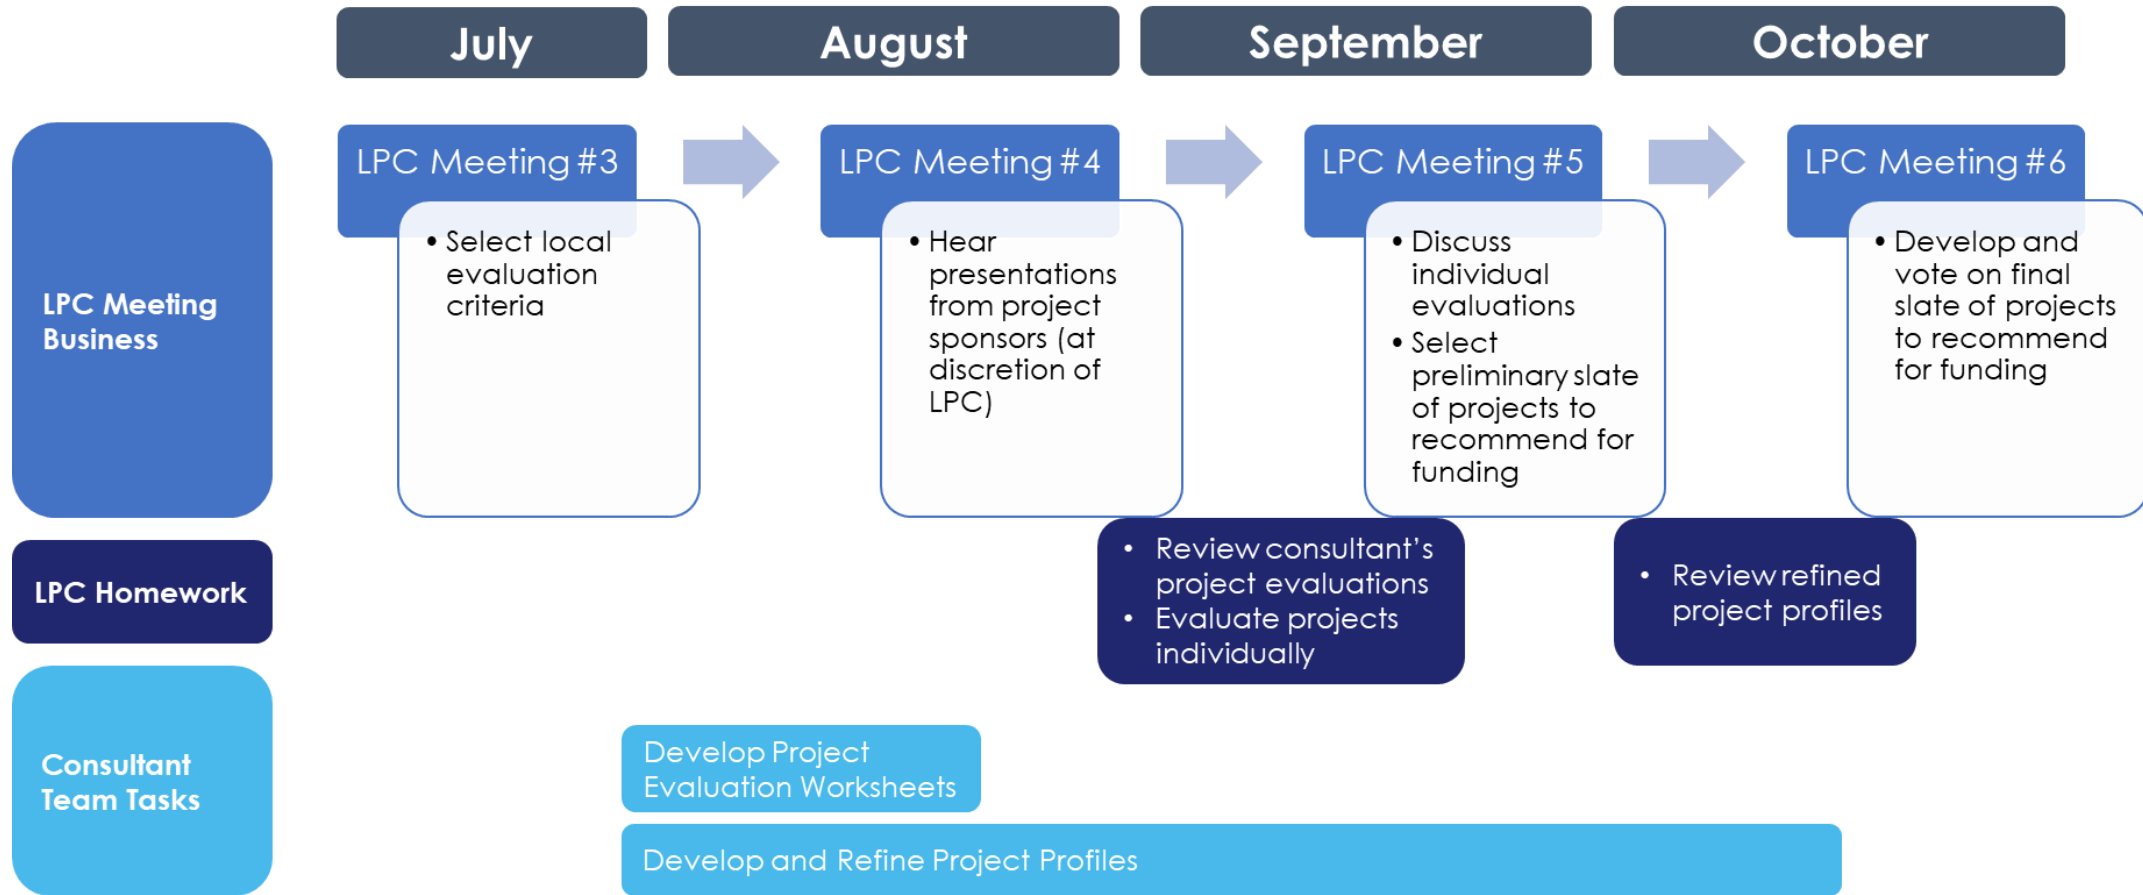 July
August
September
October
LPC Meeting
Business
LPC Meeting #3
• Select local
evaluation
criteria
LPC Meeting #4
• Hear
presentations
from project
sponsors (at
discretion of
LPC)
LPC Meeting #5
• Discuss
individual
evaluations
• Select
preliminary slate
of projects to
recommend for
funding
LPC Meeting #6
• Develop and
vote on final
slate of projects
to recommend
for funding
LPC Homework
• Review consultant’s
project evaluations
• Evaluate projects
individually
• Review refined
project profiles
Consultant
Team Tasks
Develop Project
Evaluation Worksheets
Develop and Refine Project Profiles